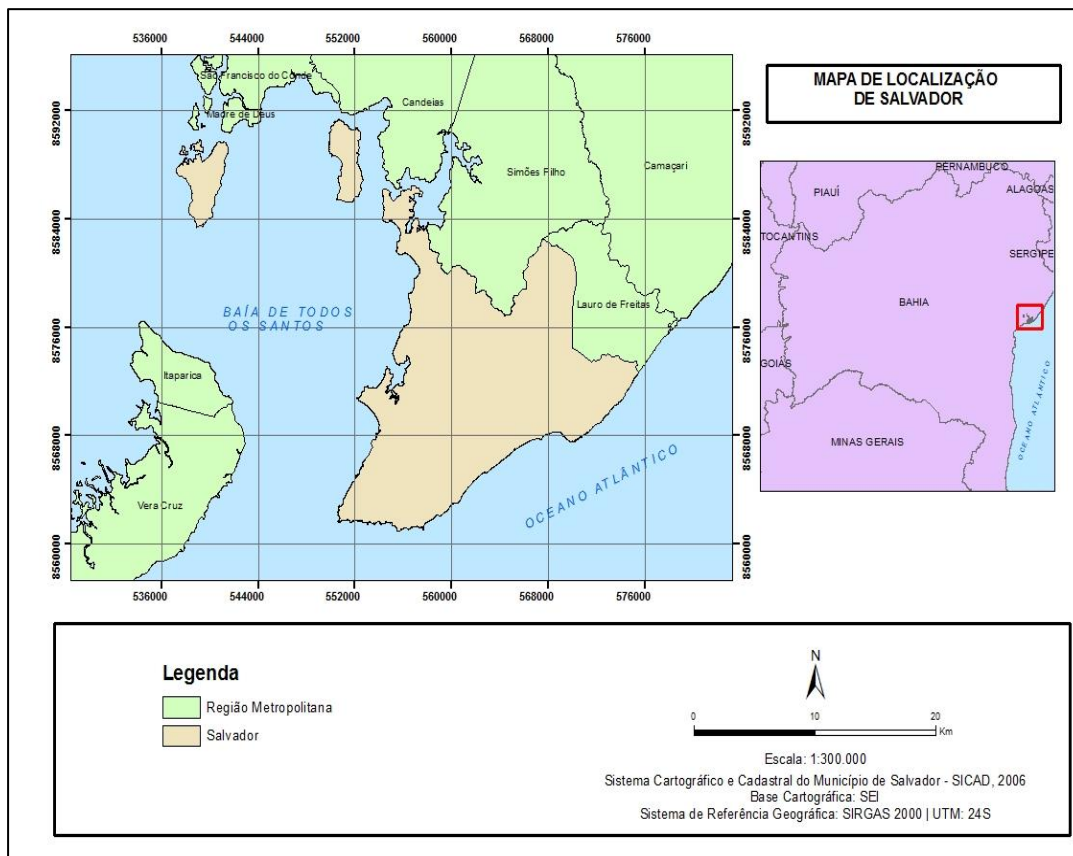 536000 544000 552000 560000 568000 576000
8592000
8584000
8576000
8568000
8560000
São Francisco do Conde
Madre de Deus
Candeias
Simões Filho
Camaçari
Lauro de Freitas
BAÍA DE TODOS
OS SANTOS
Itaparica
Vera Cruz
OCEANO ATLÂNTICO
8592000
8584000
8576000
8568000
8560000
536000 544000 552000 560000 568000 576000
MAPA DE LOCALIZAÇÃO
DE SALVADOR
PERNAMBUCO
PIAUÍ
ALAGOAS
TOCANTINS
SERGIPE
BAHIA
GOIÁS
MINAS GERAIS
OCEANO ATLÂNTICO
Legenda
Região Metropolitana
Salvador
N
0 10 20
Km
Escala: 1:300.000
Sistema Cartográfico e Cadastral do Município de Salvador - SICAD, 2006
Base Cartográfica: SEI
Sistema de Referência Geográfica: SIRGAS 2000 | UTM: 24S